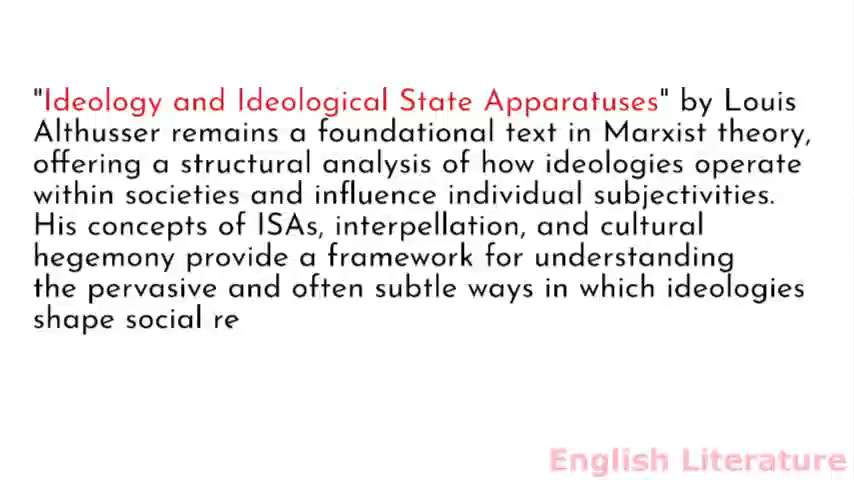 "Ideology and Ideological State Apparatuses" by Louis
Althusser remains a foundational text in Marxist theory,
offering a structural analysis of how ideologies operate
within societies and influence individual subjectivities.
His concepts of ISAs, interpellation, and cultural
hegemony provide a framework for understanding
the pervasive and often subtle ways in which ideologies
shape social re
English Literature